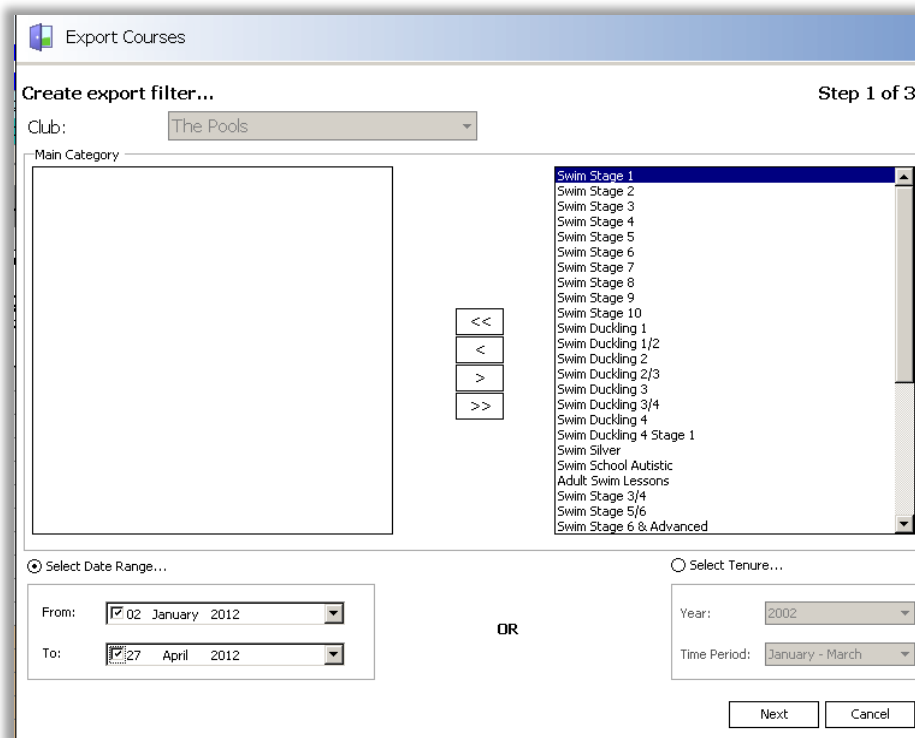 Export Courses
Create export filter... Step 1 of 3
Club: The Pools
Main Category
Swim Stage 1
Swim Stage 2
Swim Stage 3
Swim Stage 4
Swim Stage 5
Swim Stage 6
Swim Stage 7
Swim Stage 8
Swim Stage 9
Swim Stage 10
Swim Duckling 1
Swim Duckling 1/2
Swim Duckling 2
Swim Duckling 2/3
Swim Duckling 3
Swim Duckling 3/4
Swim Duckling 4
Swim Duckling 4 Stage 1
Swim Silver
Swim School Autistic
Adult Swim Lessons
Swim Stage 3/4
Swim Stage 5/6
Swim Stage 6 & Advanced
<<
<
>
>>
Select Date Range...
From: 02 January 2012
To: 27 April 2012
OR
Select Tenure...
Year: 2002
Time Period: January - March
Next Cancel